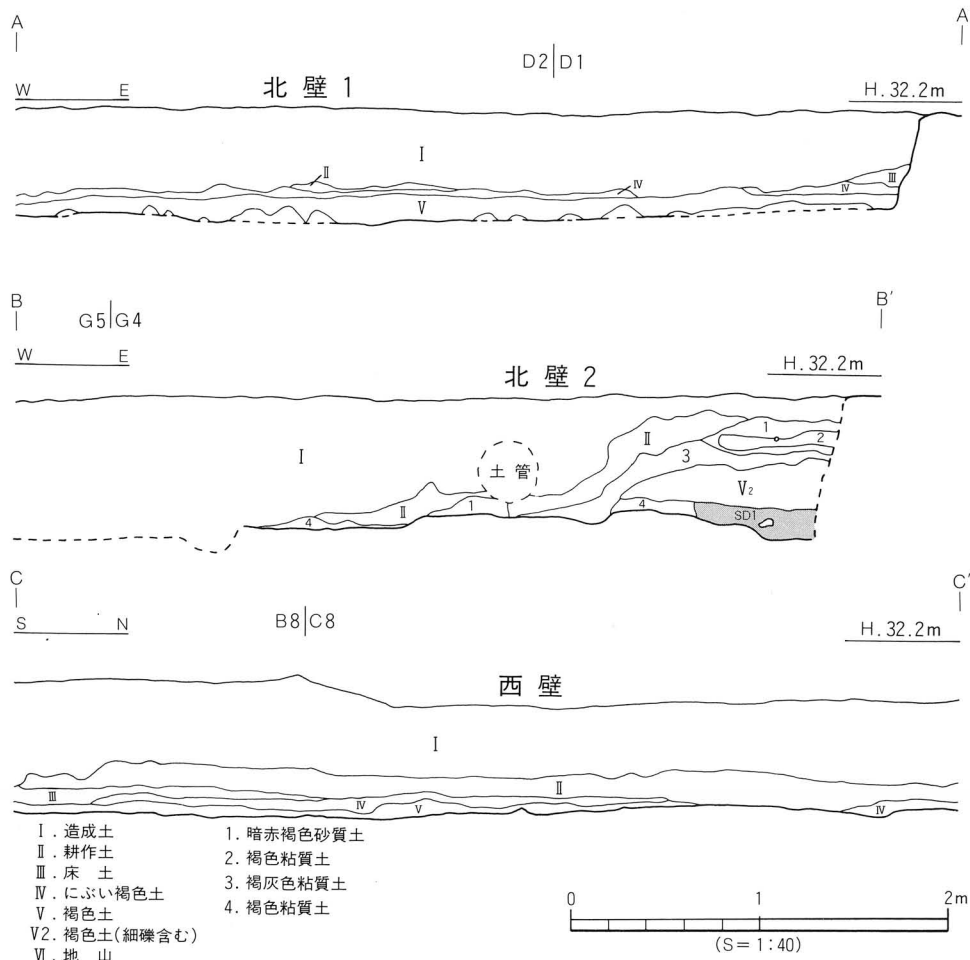 A A
D2|D1
W E 北壁1 H.32.2m
I
II
IV
III
IV
V
B B'
G5|G4
W E 北壁2 H.32.2m
I
II
1
2
3
土管
V2
II
1
4
4
SD1
C C'
S N B8|C8 H.32.2m
西壁
I
II
III
IV
V
IV
I.造成土
II.耕作土
III.床土
IV.にぶい褐色土
V.褐色土
V2.褐色土(細礫含む)
VI.地山
1.暗赤褐色砂質土
2.褐色粘質土
3.褐灰色粘質土
4.褐色粘質土
0 1 2m
(S=1:40)